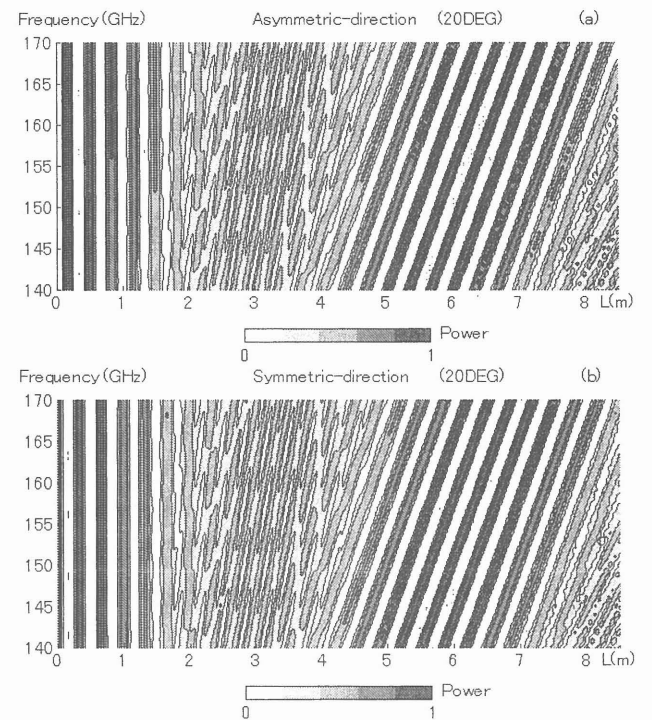 Frequency (GHz) Asymmetric-direction (20DEG) (a)
170
165
160
155
150
145
140
0 1 2 3 4 5 6 7 8 L(m)
Power
0 1
Frequency (GHz) Symmetric-direction (20DEG) (b)
170
165
160
155
150
145
140
0 1 2 3 4 5 6 7 8 L(m)
Power
0 1